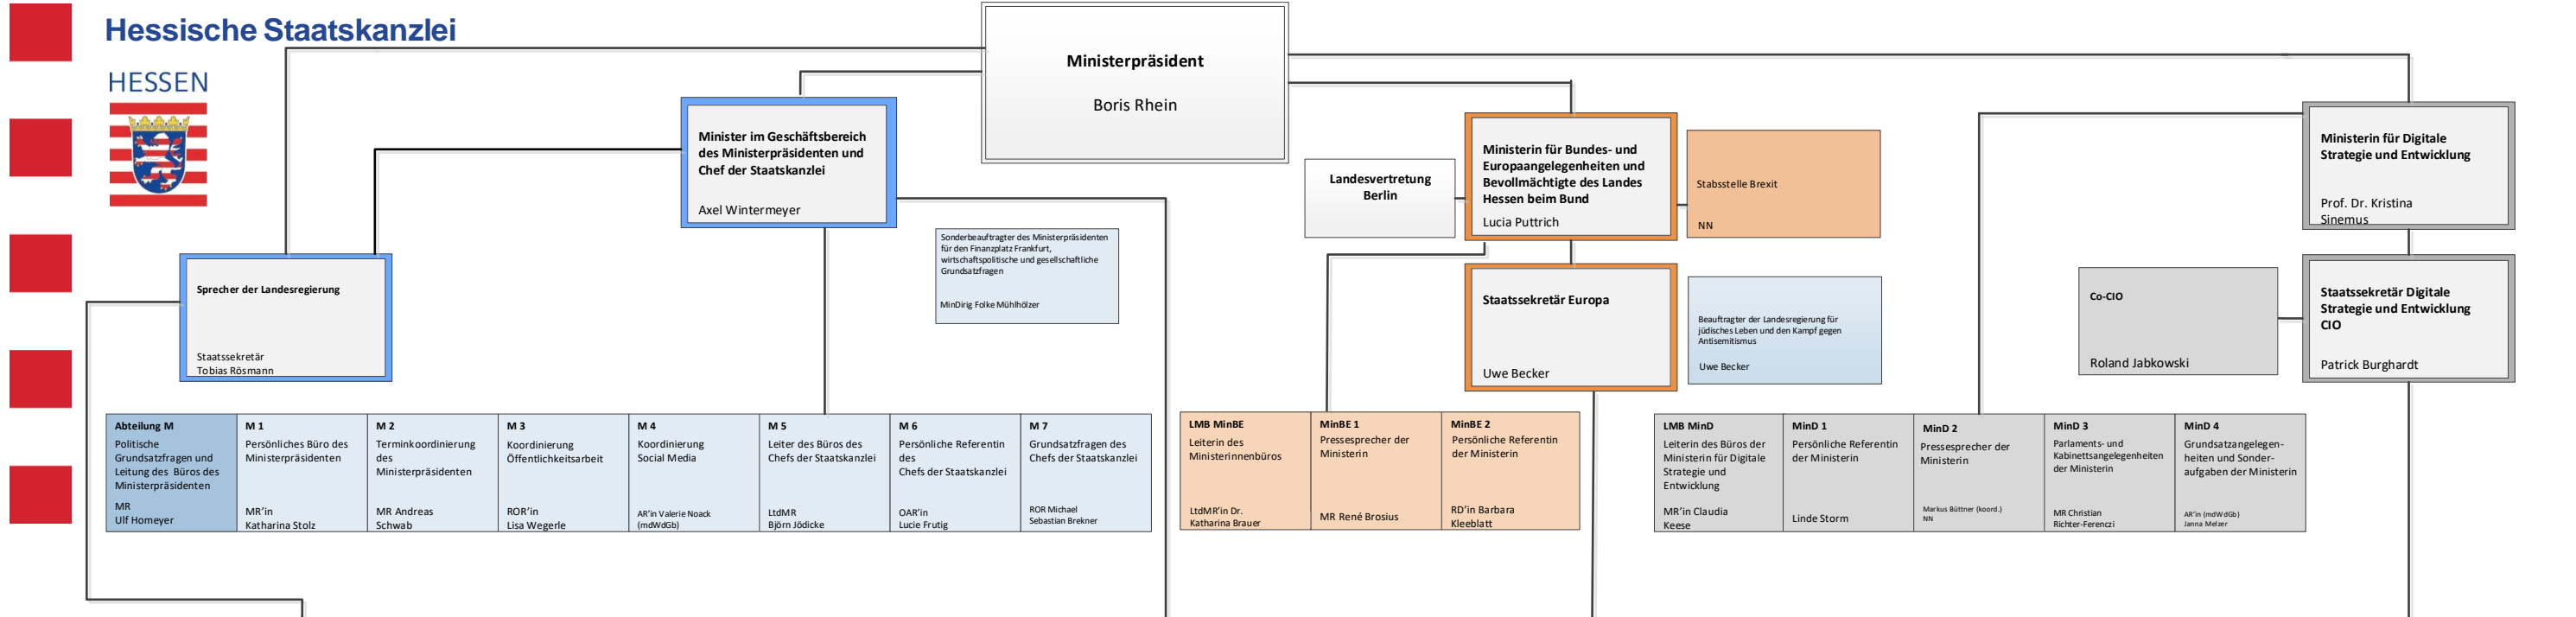 Hessische Staatskanzlei
HESSEN
Ministerpräsident
Boris Rhein
Minister im Geschäftsbereich
des Ministerpräsidenten und
Chef der Staatskanzlei
Axel Wintermeyer
Ministerin für Bundes- und
Europaangelegenheiten und
Bevollmächtigte des Landes
Hessen beim Bund
Lucia Puttrich
Landesvertretung
Berlin
Stabsstelle Brexit
NN
Ministerin für Digitale
Strategie und Entwicklung
Prof. Dr. Kristina
Sinemus
Sonderbeauftragter des Ministerpräsidenten
für den Finanzplatz Frankfurt,
wirtschaftspolitische und gesellschaftliche
Grundsatzfragen
MinDirig Folke Mühlhölzer
Sprecher der Landesregierung
Staatssekretär
Tobias Rösmann
Staatssekretär Europa
Uwe Becker
Beauftragter der Landesregierung für
jüdisches Leben und den Kampf gegen
Antisemitismus
Uwe Becker
Co-CIO
Roland Jabkowski
Staatssekretär Digitale
Strategie und Entwicklung
CIO
Patrick Burghardt
Abteilung M
Politische
Grundsatzfragen und
Leitung des Büros des
Ministerpräsidenten
MR
Ulf Homeyer
M 1
Persönliches Büro des
Ministerpräsidenten
MR'in
Katharina Stolz
M 2
Terminkoordinierung
des
Ministerpräsidenten
MR Andreas
Schwab
M 3
Koordinierung
Öffentlichkeitsarbeit
ROR'in
Lisa Wegerle
M 4
Koordinierung
Social Media
AR'in Valerie Noack
(mdWdGb)
M 5
Leiter des Büros des
Chefs der Staatskanzlei
LtdMR
Björn Jödicke
M 6
Persönliche Referentin
des
Chefs der Staatskanzlei
OAR'in
Lucie Frutig
M 7
Grundsatzfragen des
Chefs der Staatskanzlei
ROR Michael
Sebastian Brekner
LMB MinBE
Leiterin des
Ministerinnenbüros
LtdMR'in Dr.
Katharina Brauer
MinBE 1
Pressesprecher der
Ministerin
MR René Brosius
MinBE 2
Persönliche Referentin
der Ministerin
RD'in Barbara
Kleeblatt
LMB MinD
Leiterin des Büros der
Ministerin für Digitale
Strategie und
Entwicklung
MR'in Claudia
Keese
MinD 1
Persönliche Referentin
der Ministerin
Linde Storm
MinD 2
Pressesprecher der
Ministerin
Markus Büttner (koord.)
NN
MinD 3
Parlaments- und
Kabinettsangelegenheiten
der Ministerin
MR Christian
Richter-Ferenczi
MinD 4
Grundsatzangelegen-
heiten und Sonder-
aufgaben der Ministerin
AR'in (mdWdGb)
Janna Melzer